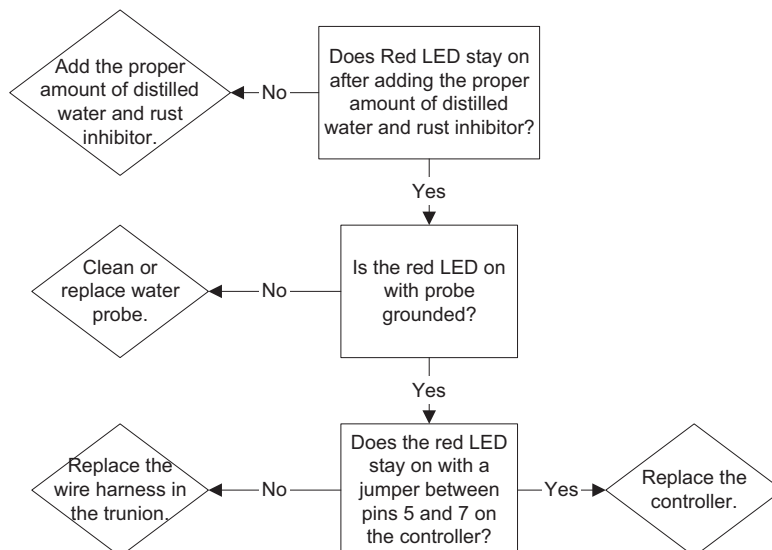 Add the proper
amount of distilled
water and rust
inhibitor.
No
Does Red LED stay on
after adding the proper
amount of distilled
water and rust inhibitor?
Yes
Clean or
replace water
probe.
No
Is the red LED on
with probe
grounded?
Yes
Replace the
wire harness in
the trunion.
No
Does the red LED
stay on with a
jumper between
pins 5 and 7 on
the controller?
Yes
Replace the
controller.